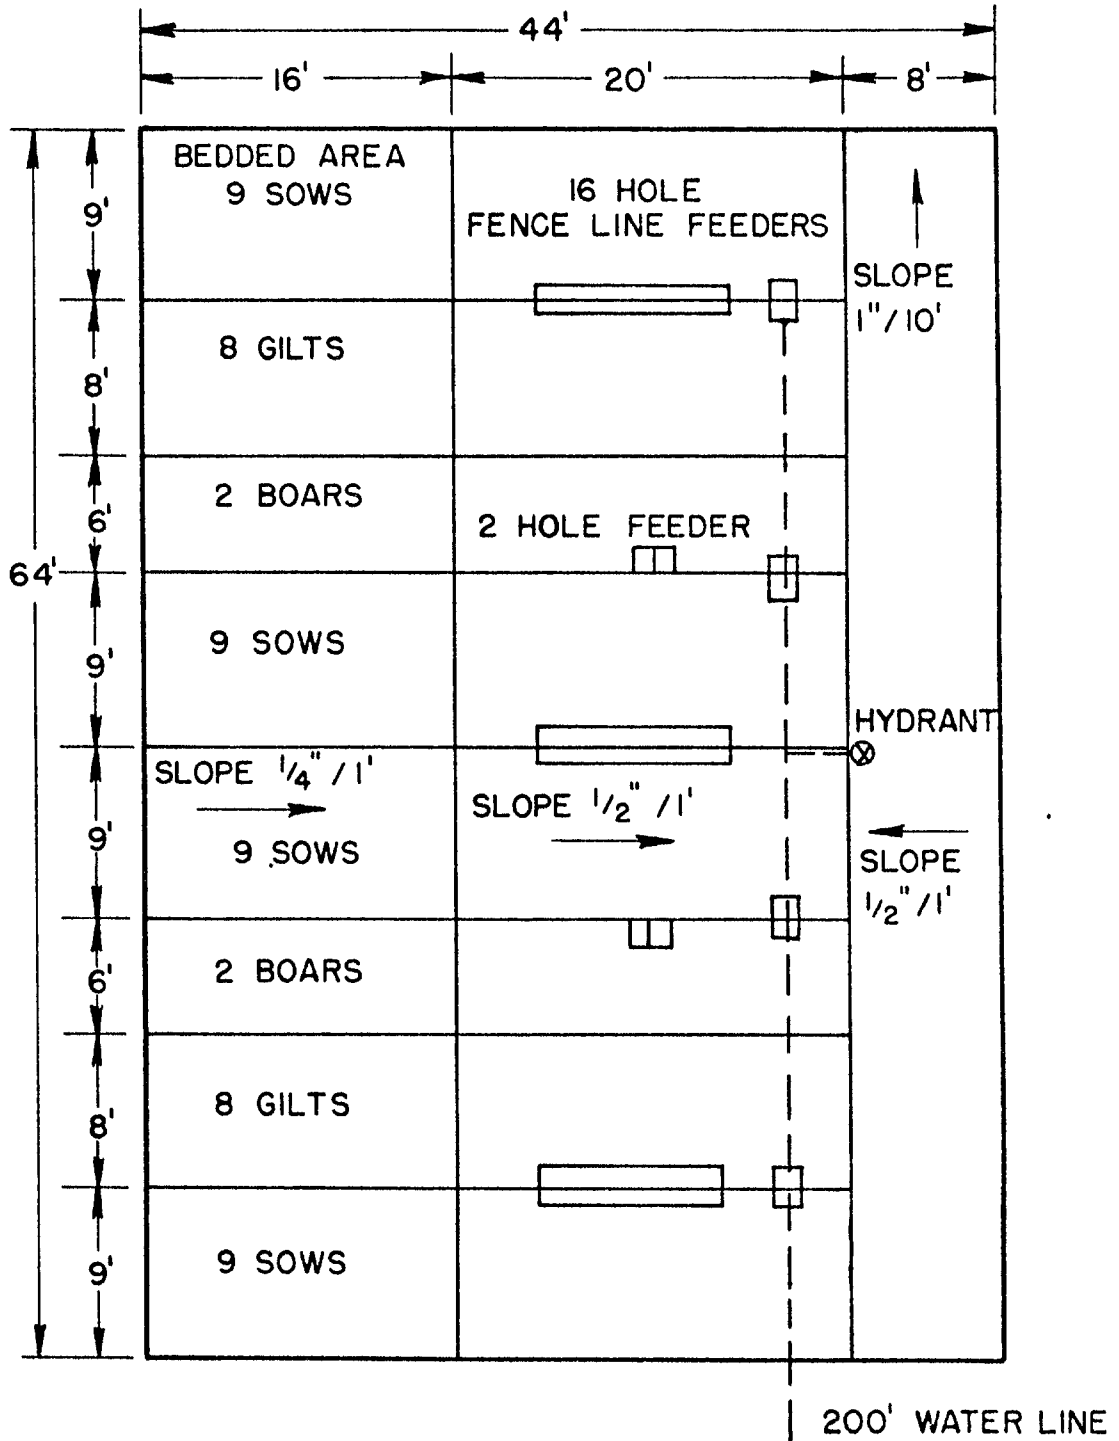 44'
16' 20' 8'
BEDDED AREA
9 SOWS
16 HOLE
FENCE LINE FEEDERS
9'
SLOPE
1"/10'
8 GILTS
8'
2 BOARS
6'
2 HOLE FEEDER
64'
9 SOWS
9'
HYDRANT
SLOPE 1/4" / 1'
SLOPE 1/2" / 1'
9'
9 SOWS
SLOPE
1/2" / 1'
2 BOARS
6'
8 GILTS
8'
9 SOWS
9'
200' WATER LINE